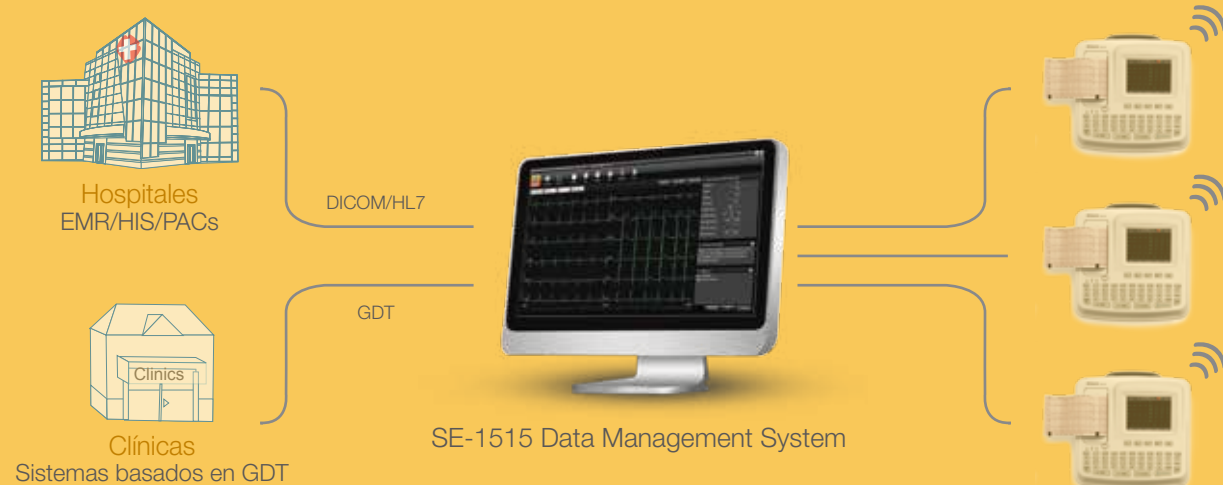 Hospitales
EMR/HIS/PACs
DICOM/HL7
GDT
Clinics
Clínicas
Sistemas basados en GDT
SE-1515 Data Management System